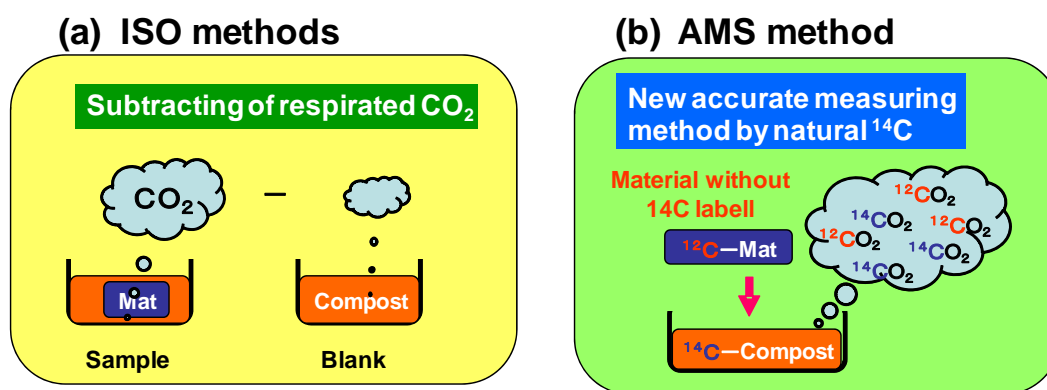 (a) ISO methods
Subtracting of respirated CO₂
CO₂
–
Mat
Compost
Sample
Blank
(b) AMS method
New accurate measuring
method by natural ¹⁴C
Material without
14C labell
¹²C–Mat
¹²CO₂
¹⁴CO₂
¹²CO₂
¹²CO₂
¹⁴CO₂
¹⁴CO₂
¹⁴C–Compost